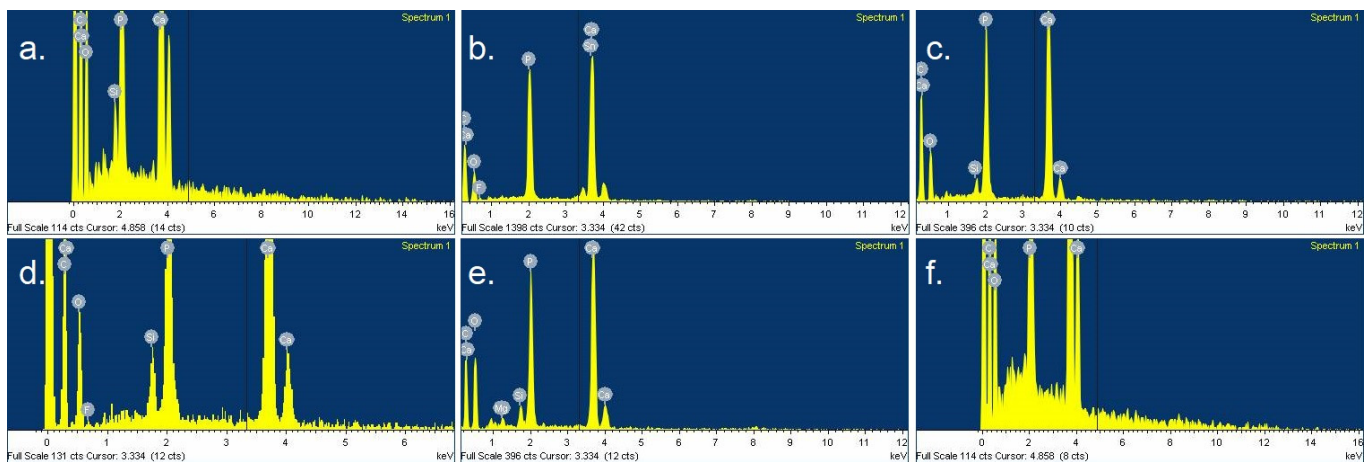 a.
Spectrum 1
C
Ca
O
Si
P
Ca
0 2 4 6 8 10 12 14 16
Full Scale 114 cts Cursor: 4.858 (14 cts)
keV
b.
Spectrum 1
C
Ca
O
F
P
Ca
Sn
1 2 3 4 5 6 7 8 9 10 11 12
Full Scale 1398 cts Cursor: 3.334 (42 cts)
keV
c.
Spectrum 1
C
Ca
O
Si
P
Ca
Ca
1 2 3 4 5 6 7 8 9 10 11 12
Full Scale 396 cts Cursor: 3.334 (10 cts)
keV
d.
Spectrum 1
Ca
C
O
F
Si
P
Ca
Ca
0 1 2 3 4 5 6
Full Scale 131 cts Cursor: 3.334 (12 cts)
keV
e.
Spectrum 1
O
C
Ca
Mg
Si
P
Ca
Ca
1 2 3 4 5 6 7 8 9 10 11 12
Full Scale 396 cts Cursor: 3.334 (12 cts)
keV
f.
Spectrum 1
C
Ca
O
P
Ca
0 2 4 6 8 10 12 14 16
Full Scale 114 cts Cursor: 4.858 (8 cts)
keV